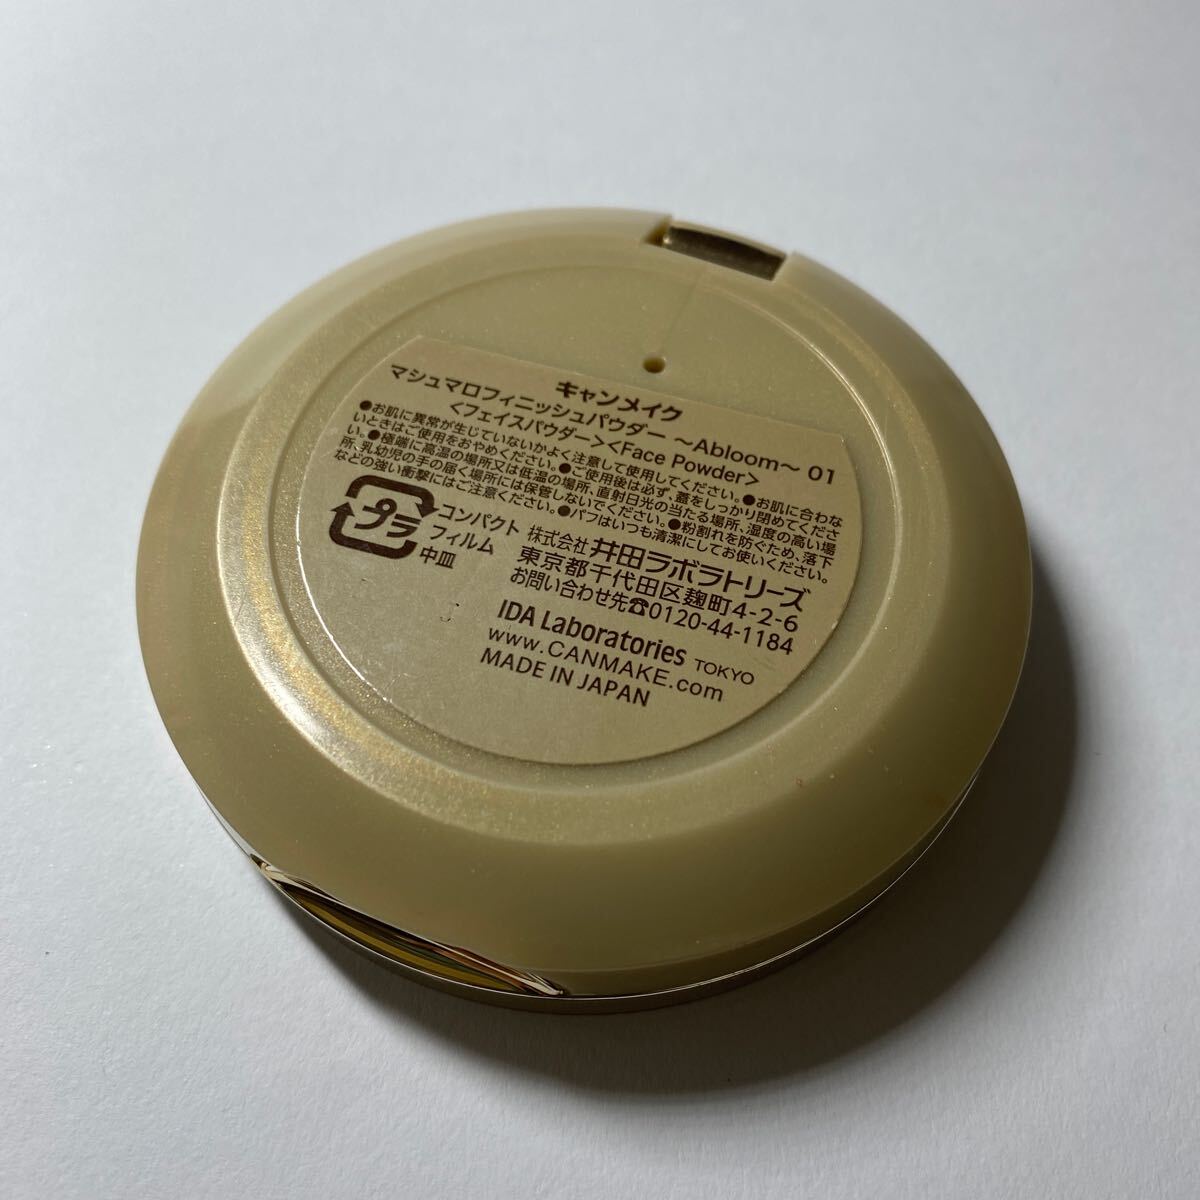 キャンメイク
マシュマロフィニッシュパウダー ～Abloom～ 01
<フェイスパウダー><Face Powder>
●お肌に異常が生じていないかよく注意して使用してください。●お肌に合わな
いときはご使用をおやめください。●ご使用後は必ず、蓋をしっかり閉めてくださ
い。●極端に高温の場所又は低温の場所、直射日光の当たる場所、湿度の高い場
所、乳幼児の手の届く場所には保管しないでください。●粉割れを防ぐため、落下
などの強い衝撃にはご注意ください。●パフはいつも清潔にしてお使いください。
プラ
コンパクト
フィルム
中皿
株式会社 井田ラボラトリーズ
東京都千代田区麹町4-2-6
お問い合わせ先☎0120-44-1184
IDA Laboratories TOKYO
www.CANMAKE.com
MADE IN JAPAN